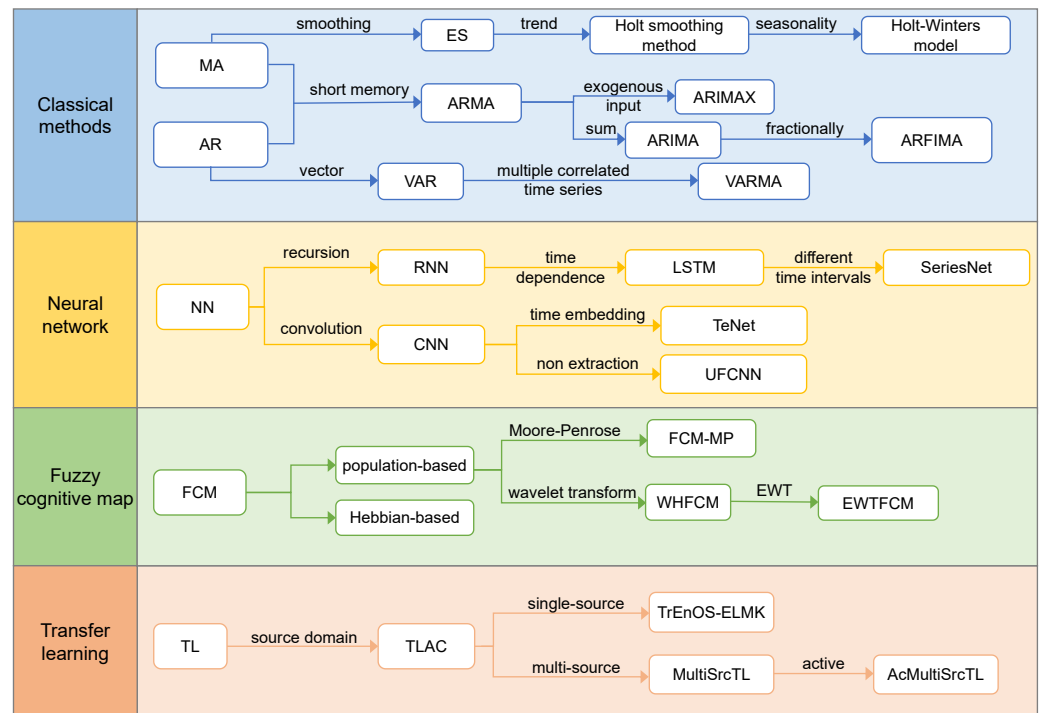 Classical
methods
smoothing
trend
seasonality
MA
ES
Holt smoothing
method
Holt-Winters
model
short memory
ARMA
exogenous
input
ARIMAX
AR
sum
ARIMA
fractionally
ARFIMA
vector
VAR
multiple correlated
time series
VARMA
Neural
network
NN
recursion
RNN
time
dependence
LSTM
different
time intervals
SeriesNet
convolution
CNN
time embedding
TeNet
non extraction
UFCNN
Fuzzy
cognitive map
FCM
population-based
Hebbian-based
Moore-Penrose
FCM-MP
wavelet transform
WHFCM
EWT
EWTFCM
Transfer
learning
TL
source domain
TLAC
single-source
TrEnOS-ELMK
multi-source
MultiSrcTL
active
AcMultiSrcTL